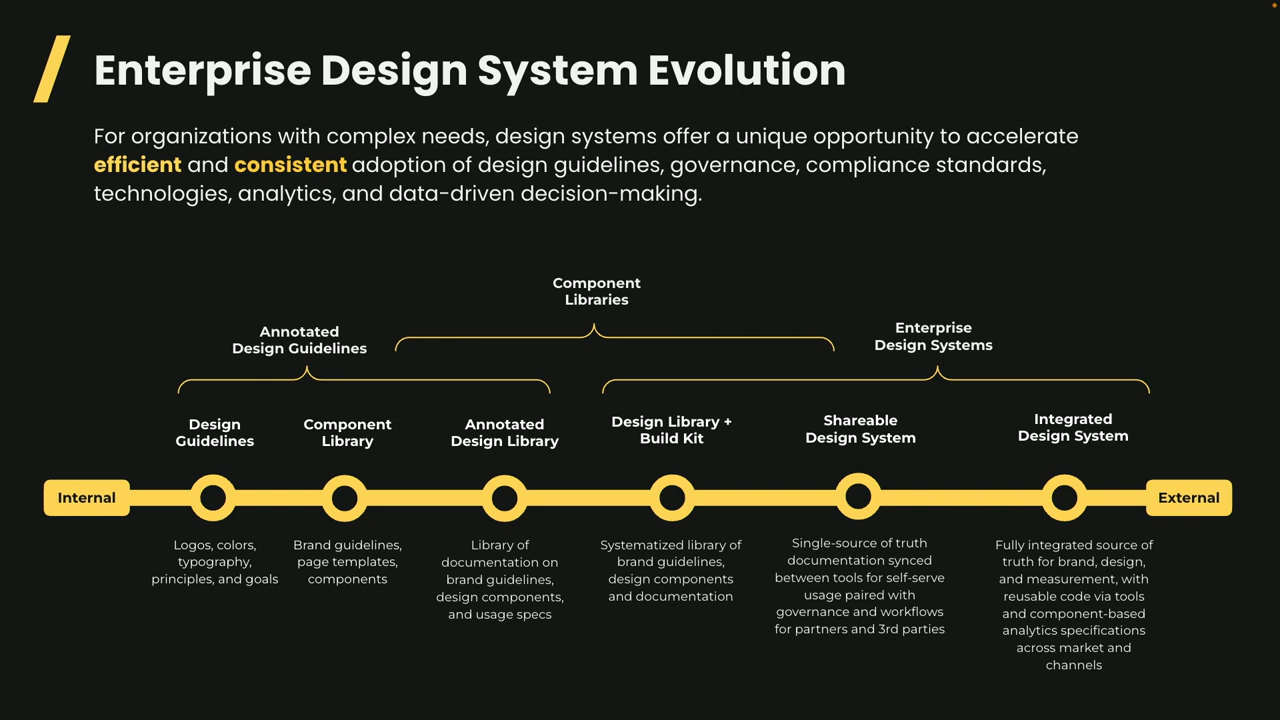 Enterprise Design System Evolution
For organizations with complex needs, design systems offer a unique opportunity to accelerate
efficient and consistent adoption of design guidelines, governance, compliance standards,
technologies, analytics, and data-driven decision-making.
Component
Libraries
Annotated
Design Guidelines
Enterprise
Design Systems
Design
Guidelines
Component
Library
Annotated
Design Library
Design Library +
Build Kit
Shareable
Design System
Integrated
Design System
Internal
External
Logos, colors,
typography,
principles, and goals
Brand guidelines,
page templates,
components
Library of
documentation on
brand guidelines,
design components,
and usage specs
Systematized library of
brand guidelines,
design components
and documentation
Single-source of truth
documentation synced
between tools for self-serve
usage paired with
governance and workflows
for partners and 3rd parties
Fully integrated source of
truth for brand, design,
and measurement, with
reusable code via tools
and component-based
analytics specifications
across market and
channels